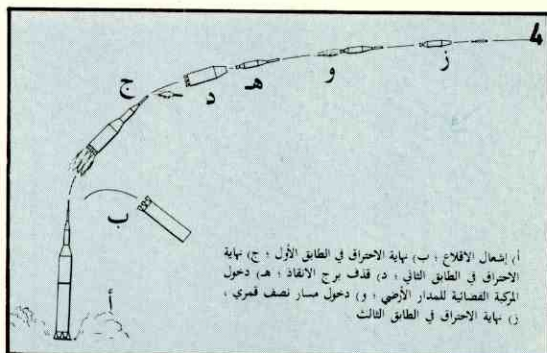 4
ز
و
هـ
د
ج
ب
أ
أ) إشعال الاقلاع ؛ ب) نهاية الاحتراق في الطابق الأول ؛ ج) نهاية
الاحتراق في الطابق الثاني ؛ د) قذف برج الانقاذ ؛ هـ) دخول
المركبة الفضائية للمدار الأرضي ؛ و) دخول مسار نصف قمري ،
ز) نهاية الاحتراق في الطابق الثالث